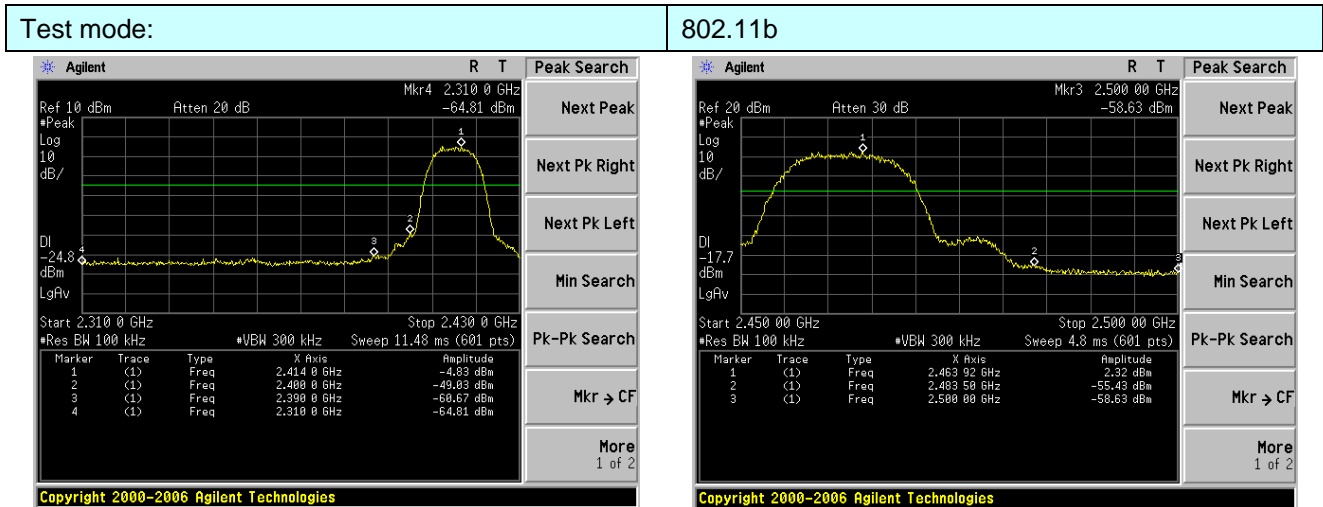 Test mode: 802.11b
Agilent R T Peak Search
Mkr4 2.310 0 GHz
Ref 10 dBm Atten 20 dB -64.81 dBm
#Peak
Log
10
dB/
1
2
3
4
DI
-24.8
dBm
LgAv
Start 2.310 0 GHz Stop 2.430 0 GHz
#Res BW 100 kHz #VBW 300 kHz Sweep 11.48 ms (601 pts)
Marker Trace Type X Axis Amplitude
1 (1) Freq 2.414 0 GHz -4.83 dBm
2 (1) Freq 2.400 0 GHz -49.03 dBm
3 (1) Freq 2.390 0 GHz -60.67 dBm
4 (1) Freq 2.310 0 GHz -64.81 dBm
Next Peak
Next Pk Right
Next Pk Left
Min Search
Pk-Pk Search
Mkr → CF
More
1 of 2
Copyright 2000-2006 Agilent Technologies
Agilent R T Peak Search
Mkr3 2.500 00 GHz
Ref 20 dBm Atten 30 dB -58.63 dBm
#Peak
Log
10
dB/
1
2
3
DI
-17.7
dBm
LgAv
Start 2.450 00 GHz Stop 2.500 00 GHz
#Res BW 100 kHz #VBW 300 kHz Sweep 4.8 ms (601 pts)
Marker Trace Type X Axis Amplitude
1 (1) Freq 2.463 92 GHz 2.32 dBm
2 (1) Freq 2.483 50 GHz -55.43 dBm
3 (1) Freq 2.500 00 GHz -58.63 dBm
Next Peak
Next Pk Right
Next Pk Left
Min Search
Pk-Pk Search
Mkr → CF
More
1 of 2
Copyright 2000-2006 Agilent Technologies